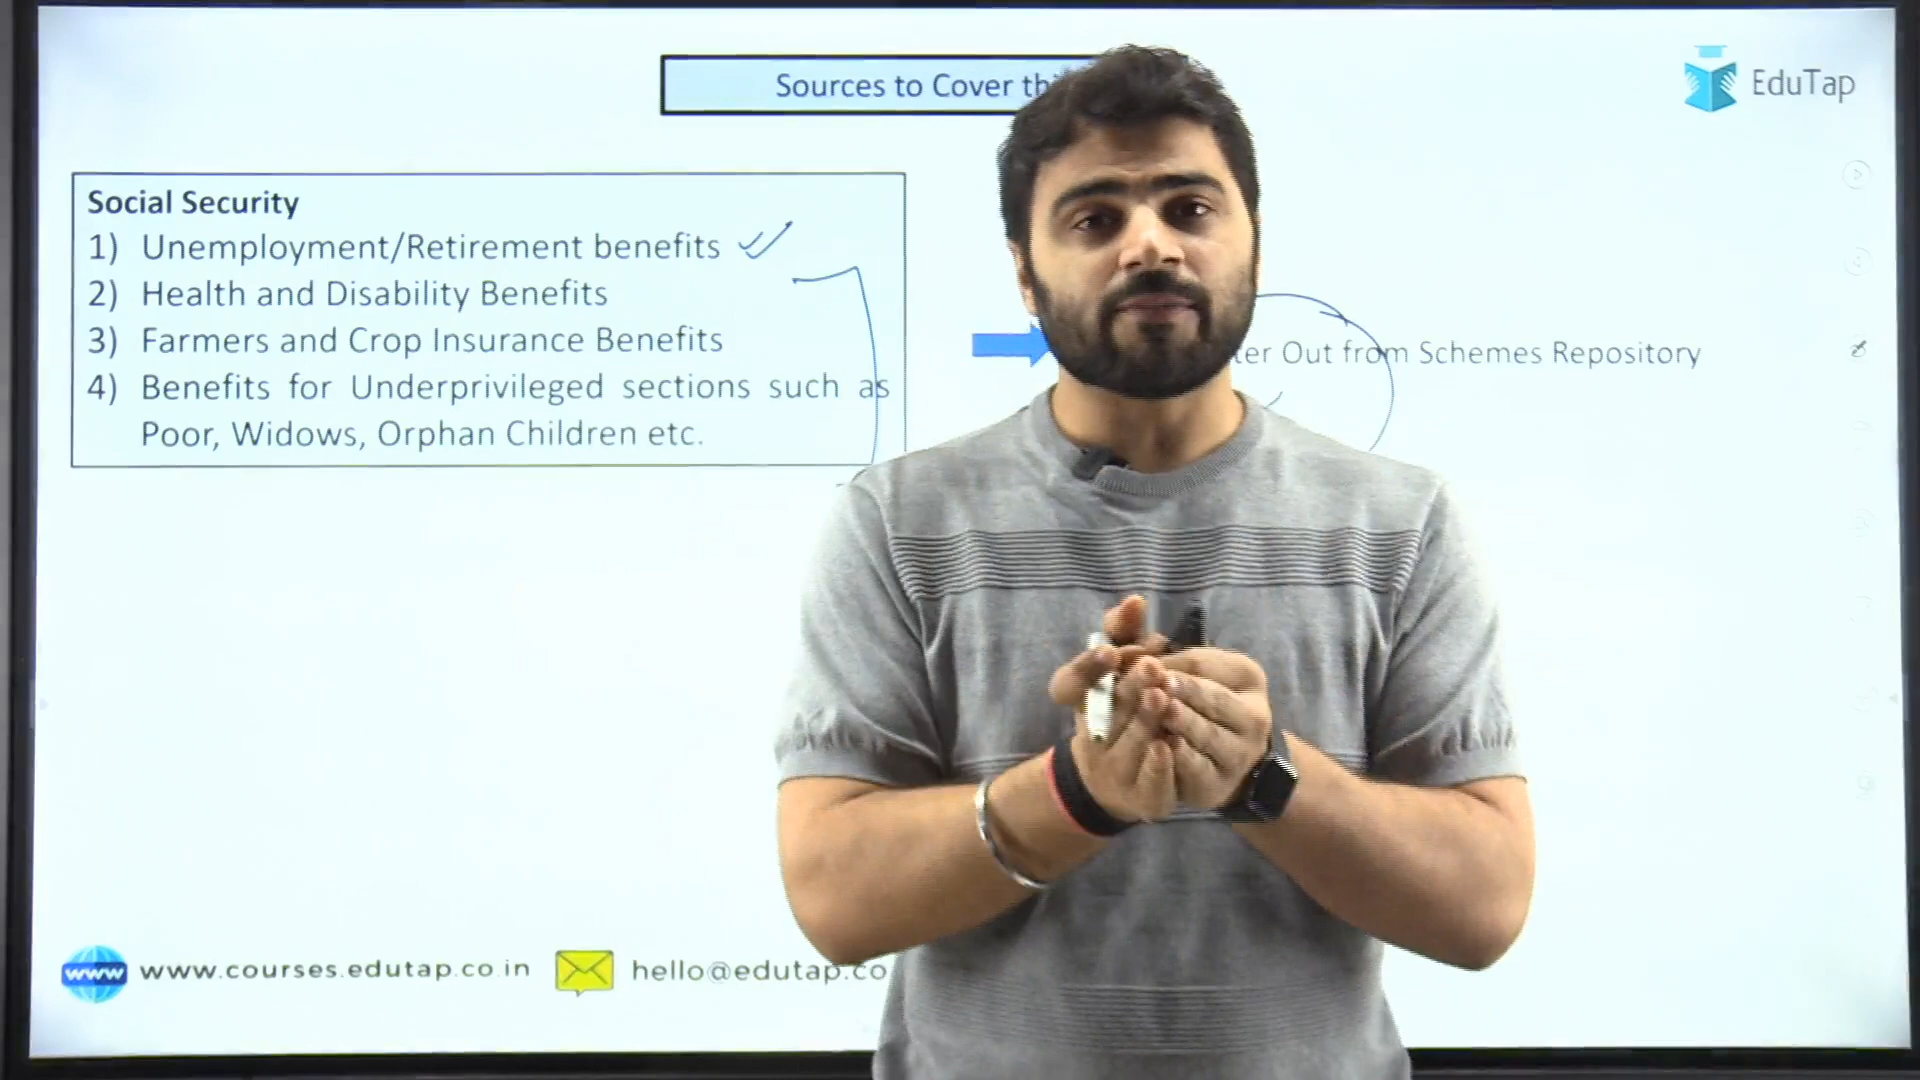 Sources to Cover
EduTap
Social Security
1) Unemployment/Retirement benefits
2) Health and Disability Benefits
3) Farmers and Crop Insurance Benefits
4) Benefits for Underprivileged sections such as
Poor, Widows, Orphan Children etc.
Out from Schemes Repository
www www.courses.edutap.co.in
hello@edutap.co